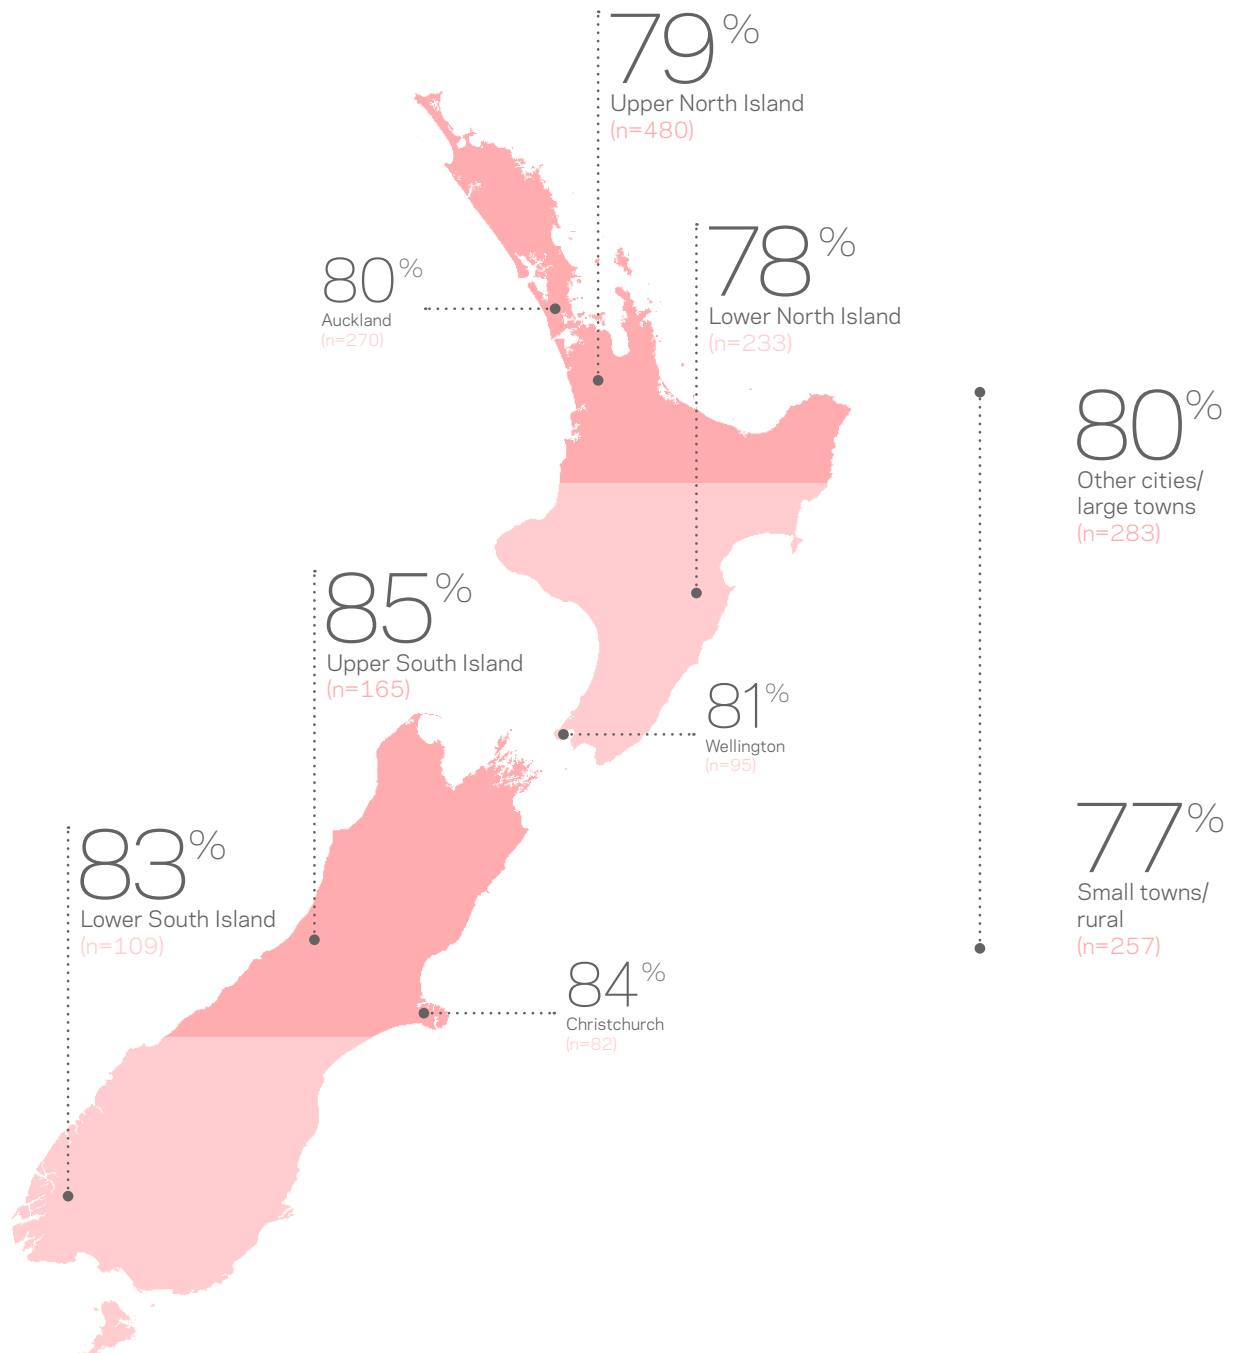 79%
Upper North Island
(n=480)
78%
Lower North Island
(n=233)
80%
Auckland
(n=270)
80%
Other cities/
large towns
(n=283)
85%
Upper South Island
(n=165)
81%
Wellington
(n=95)
77%
Small towns/
rural
(n=257)
83%
Lower South Island
(n=109)
84%
Christchurch
(n=82)